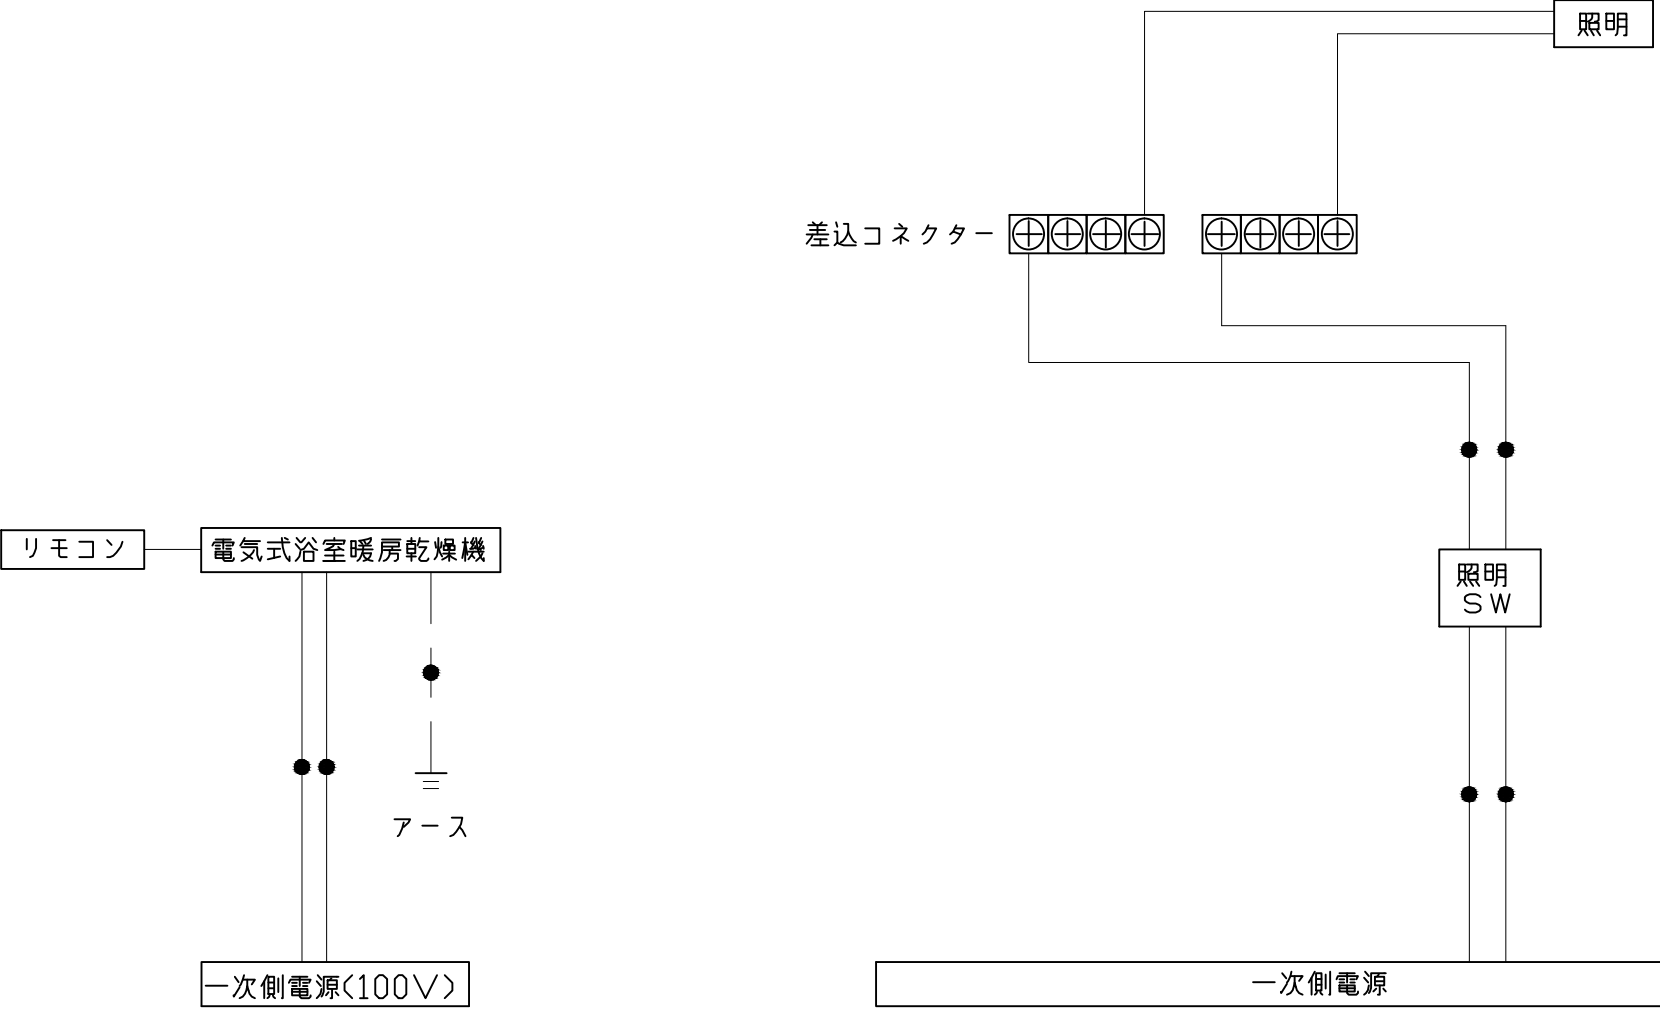 照明
差込コネクター
リモコン
電気式浴室暖房乾燥機
照明
SW
アース
一次側電源(100V)
一次側電源